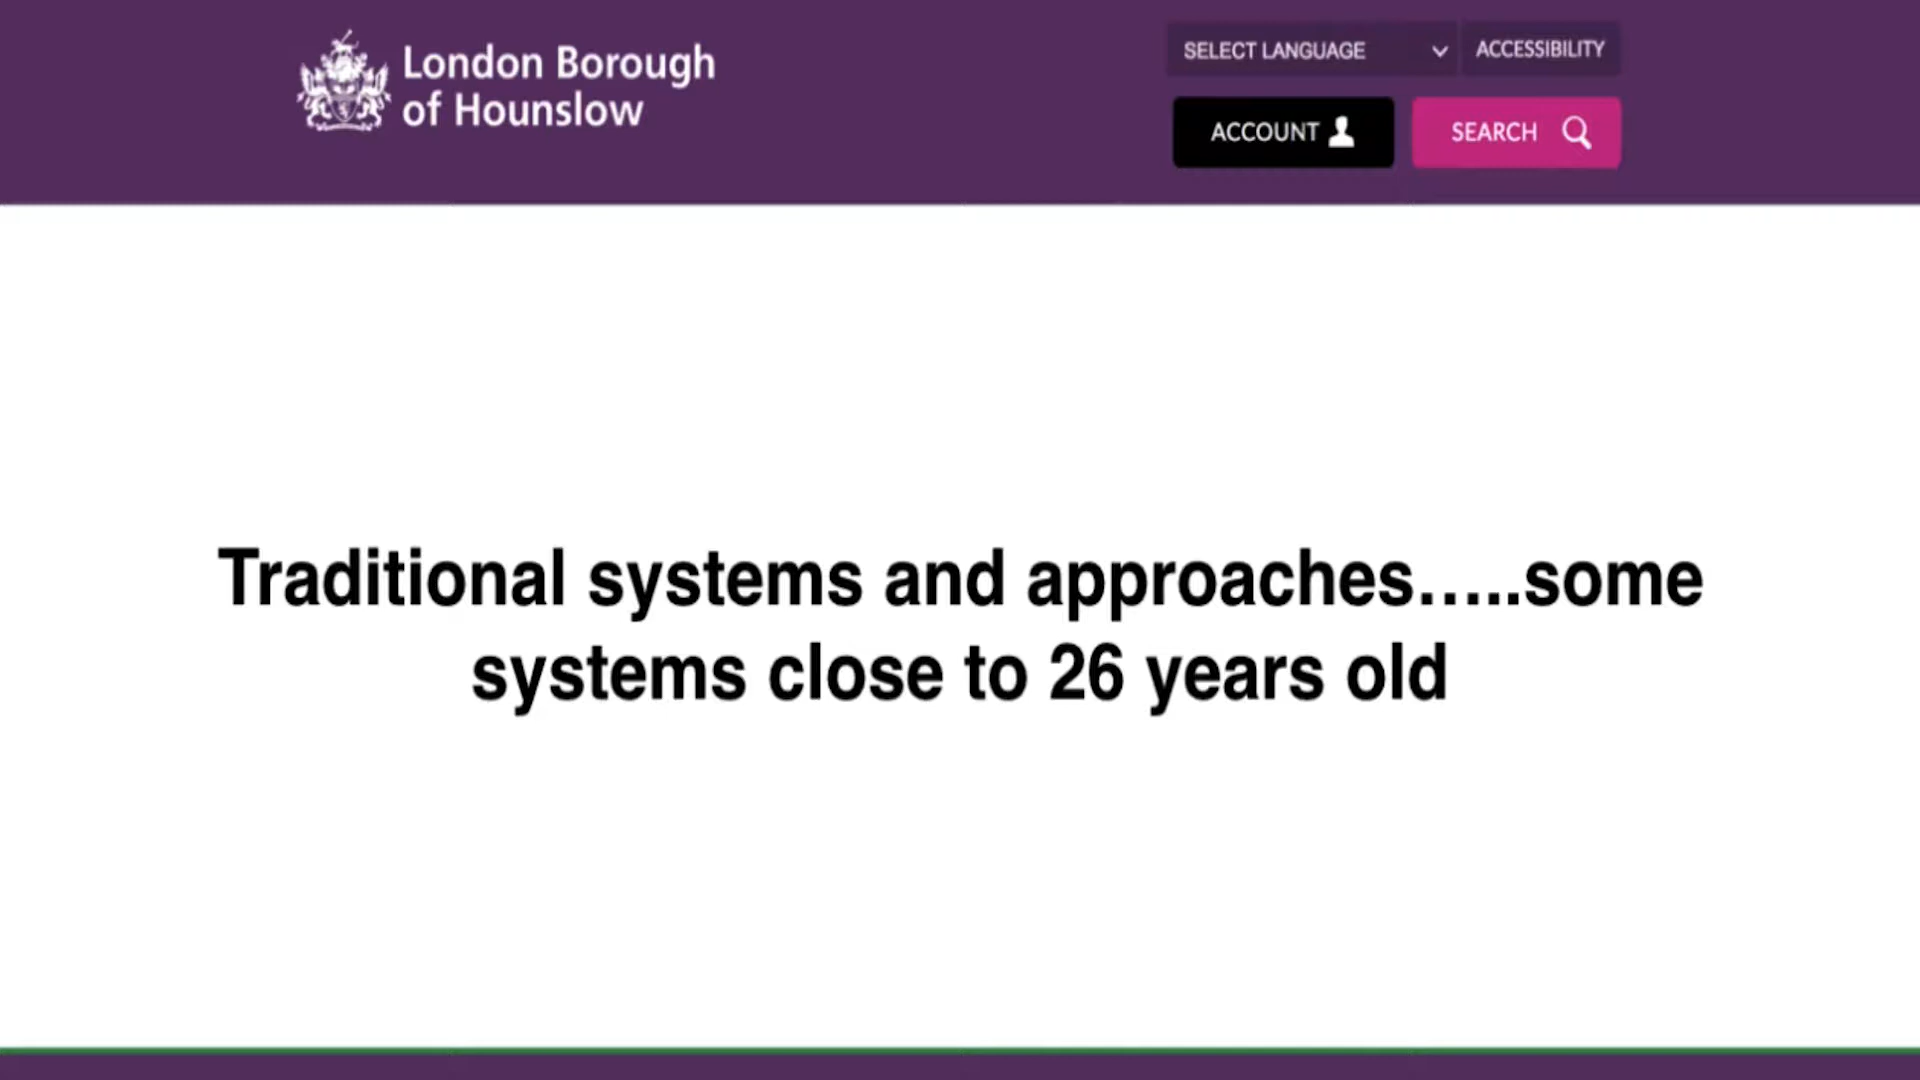 London Borough
of Hounslow
SELECT LANGUAGE
ACCESSIBILITY
ACCOUNT
SEARCH
Traditional systems and approaches…..some
systems close to 26 years old